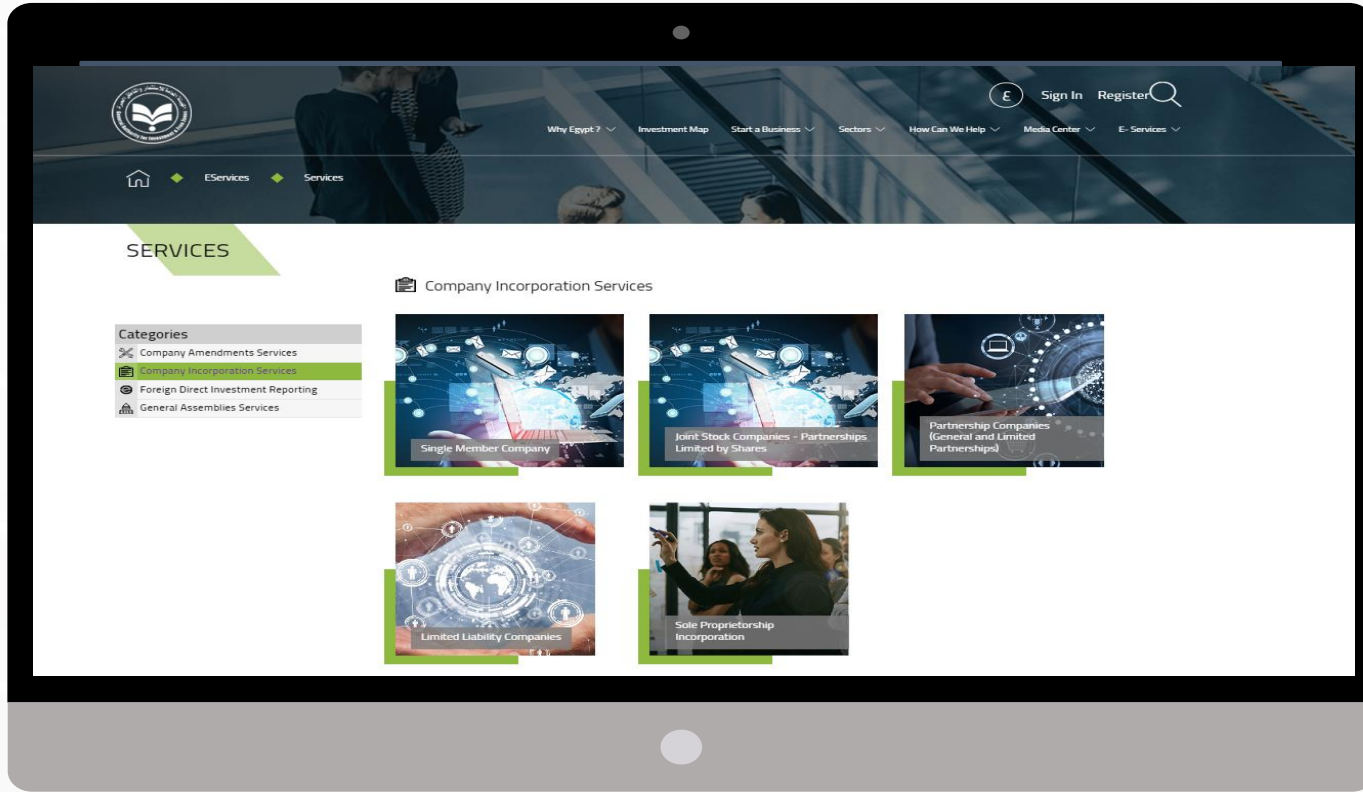 ع Sign In Register
Why Egypt ? Investment Map Start a Business Sectors How Can We Help Media Center E- Services
EServices Services
SERVICES
Company Incorporation Services
Categories
Company Amendments Services
Company Incorporation Services
Foreign Direct Investment Reporting
General Assemblies Services
Single Member Company
Joint Stock Companies - Partnerships
Limited by Shares
Partnership Companies
(General and Limited
Partnerships)
Limited Liability Companies
Sole Proprietorship
Incorporation